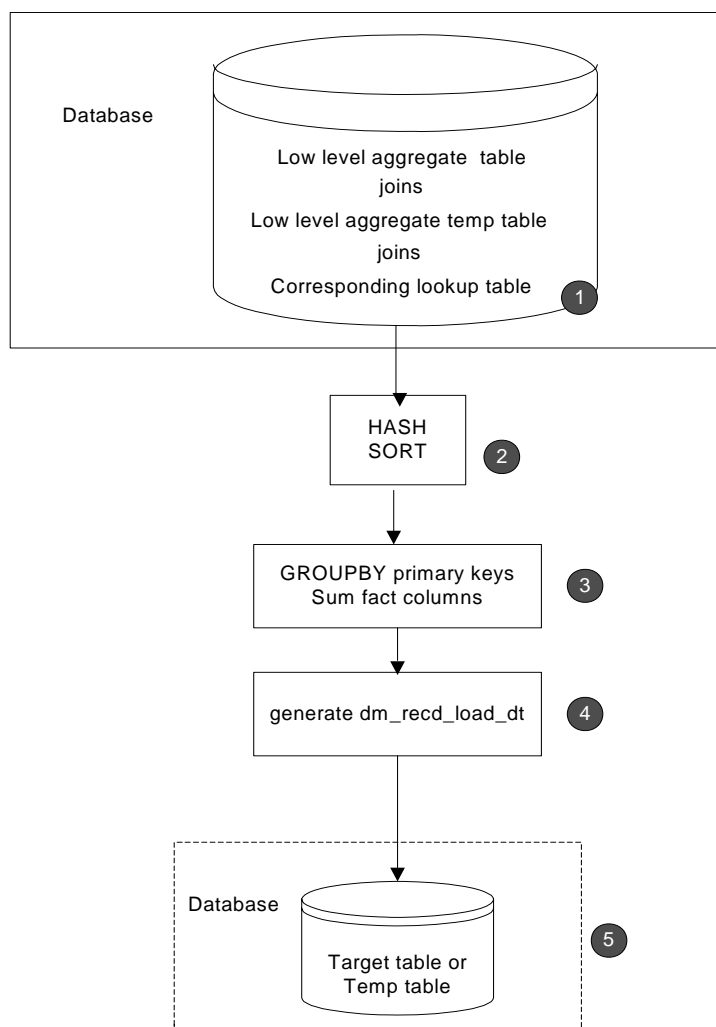 Database
Low level aggregate table
joins
Low level aggregate temp table
joins
Corresponding lookup table
1
HASH
SORT
2
GROUPBY primary keys
Sum fact columns
3
generate dm_recd_load_dt
4
Database
5
Target table or
Temp table